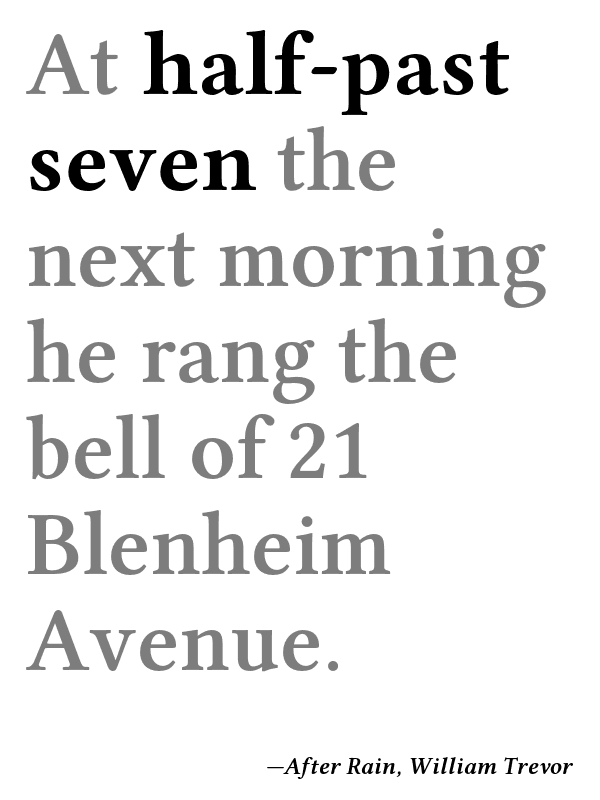 At half-past
seven the
next morning
he rang the
bell of 21
Blenheim
Avenue.
—After Rain, William Trevor